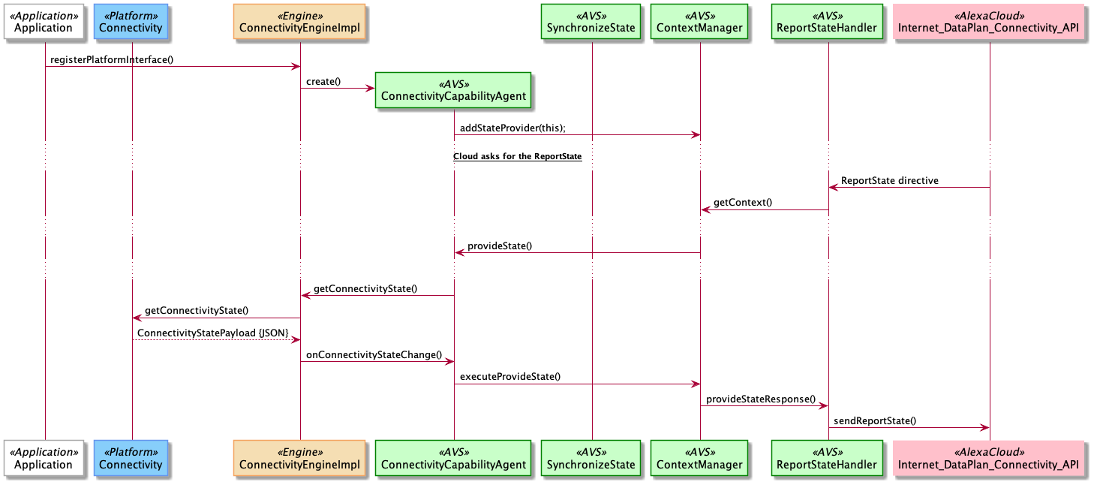 «Application»
Application
«Platform»
Connectivity
«Engine»
ConnectivityEngineImpl
«AVS»
SynchronizeState
«AVS»
ContextManager
«AVS»
ReportStateHandler
«AlexaCloud»
Internet_DataPlan_Connectivity_API
registerPlatformInterface()
create()
«AVS»
ConnectivityCapabilityAgent
addStateProvider(this);
Cloud asks for the ReportState
ReportState directive
getContext()
provideState()
getConnectivityState()
getConnectivityState()
ConnectivityStatePayload {JSON}
onConnectivityStateChange()
executeProvideState()
provideStateResponse()
sendReportState()
«Application»
Application
«Platform»
Connectivity
«Engine»
ConnectivityEngineImpl
«AVS»
ConnectivityCapabilityAgent
«AVS»
SynchronizeState
«AVS»
ContextManager
«AVS»
ReportStateHandler
«AlexaCloud»
Internet_DataPlan_Connectivity_API